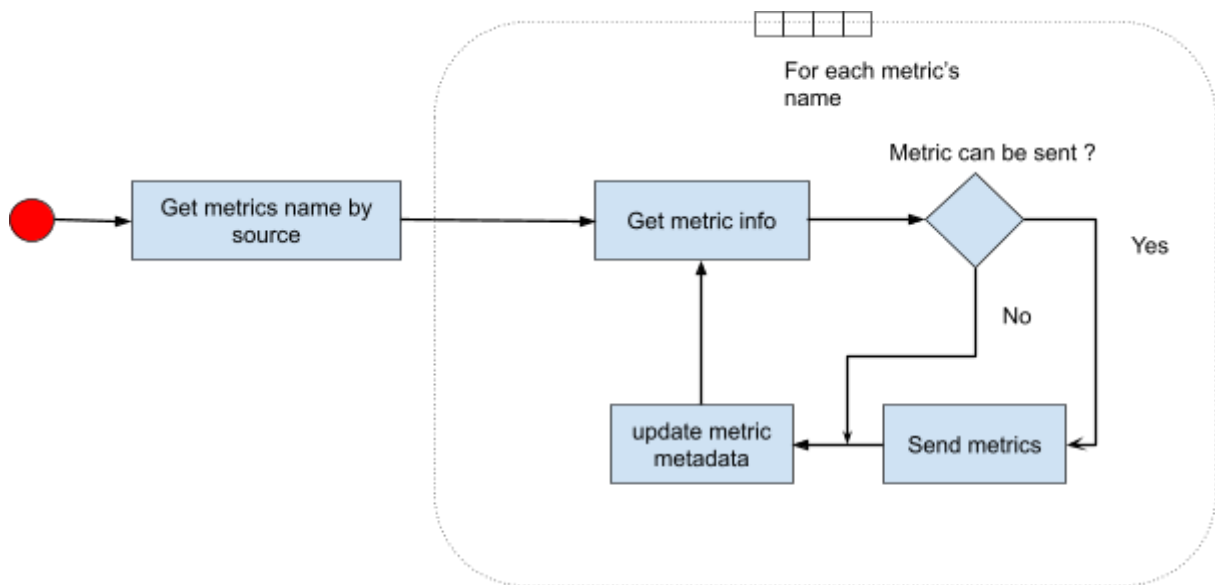 For each metric's
name
Metric can be sent ?
Get metrics name by
source
Get metric info
Yes
No
update metric
metadata
Send metrics